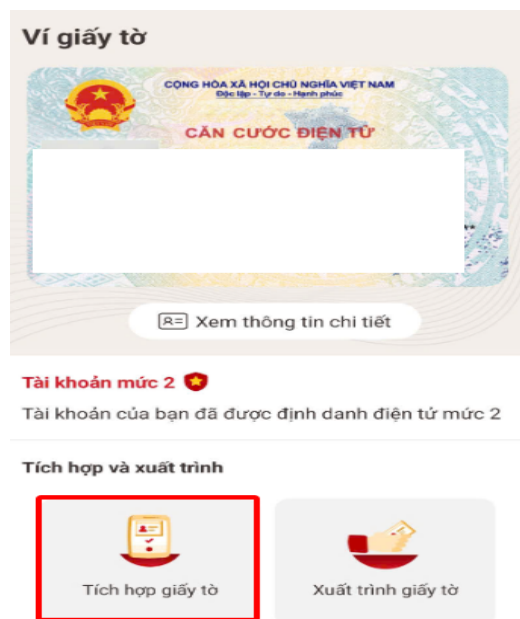 Ví giấy tờ
CỘNG HÒA XÃ HỘI CHỦ NGHĨA VIỆT NAM
Độc lập - Tự do - Hạnh phúc
CĂN CƯỚC ĐIỆN TỬ
Xem thông tin chi tiết
Tài khoản mức 2
Tài khoản của bạn đã được định danh điện tử mức 2
Tích hợp và xuất trình
Tích hợp giấy tờ
Xuất trình giấy tờ